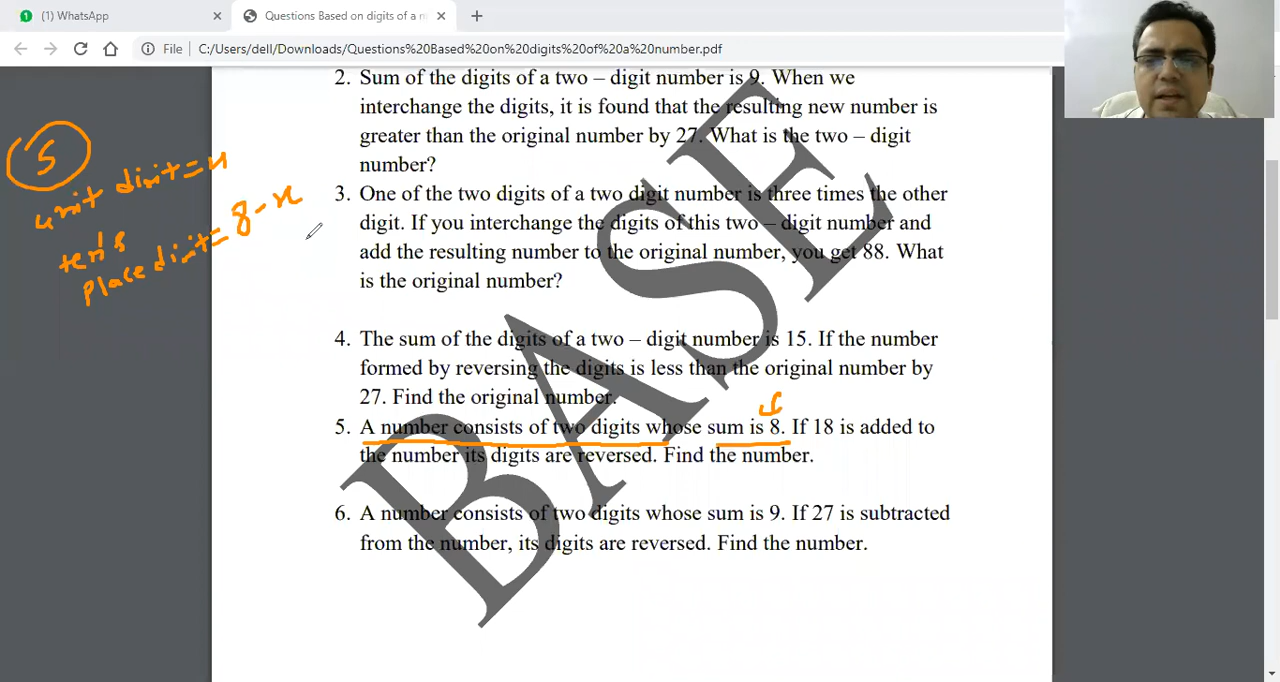 (1) WhatsApp
Questions Based on digits of a n
File
C:/Users/dell/Downloads/Questions%20Based%20on%20digits%20of%20a%20number.pdf
2. Sum of the digits of a two – digit number is 9. When we
interchange the digits, it is found that the resulting new number is
greater than the original number by 27. What is the two – digit
number?
3. One of the two digits of a two digit number is three times the other
digit. If you interchange the digits of this two – digit number and
add the resulting number to the original number, you get 88. What
is the original number?
4. The sum of the digits of a two – digit number is 15. If the number
formed by reversing the digits is less than the original number by
27. Find the original number.
5. A number consists of two digits whose sum is 8. If 18 is added to
the number its digits are reversed. Find the number.
6. A number consists of two digits whose sum is 9. If 27 is subtracted
from the number, its digits are reversed. Find the number.
BASE
5
unit digit = x
ten's
place digit = 8 - x